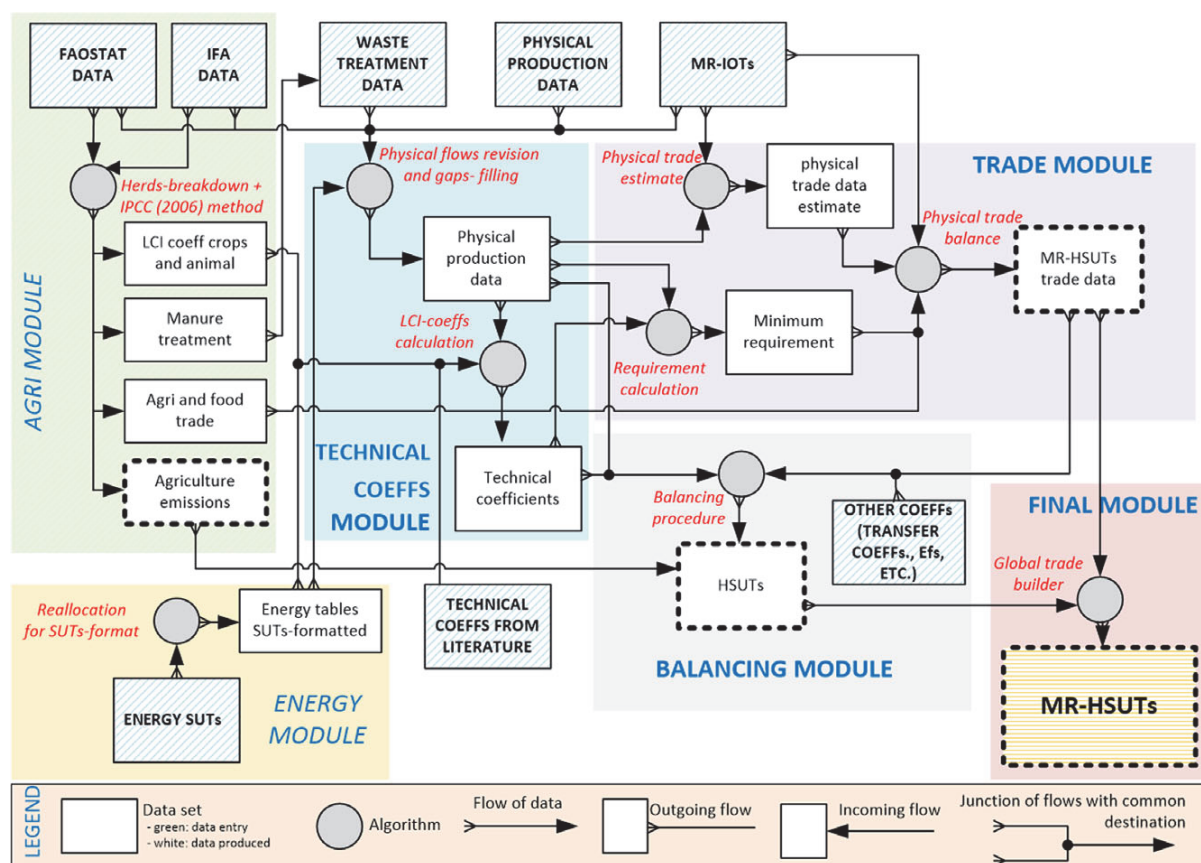 FAOSTAT
DATA
IFA
DATA
WASTE
TREATMENT
DATA
PHYSICAL
PRODUCTION
DATA
MR-IOTs
AGRI MODULE
Herds-breakdown +
IPCC (2006) method
LCI coeff crops
and animal
Manure
treatment
Agri and food
trade
Agriculture
emissions
Physical flows revision
and gaps- filling
Physical
production
data
LCI-coeffs
calculation
Technical
coefficients
TECHNICAL
COEFFS
MODULE
TRADE MODULE
Physical trade
estimate
physical
trade data
estimate
Physical trade
balance
MR-HSUTs
trade data
Requirement
calculation
Minimum
requirement
Balancing
procedure
HSUTs
OTHER COEFFs
(TRANSFER
COEFFs., Efs,
ETC.)
BALANCING MODULE
FINAL MODULE
Global trade
builder
MR-HSUTs
Reallocation
for SUTs-format
Energy tables
SUTs-formatted
ENERGY SUTs
ENERGY
MODULE
TECHNICAL
COEFFS FROM
LITERATURE
LEGEND
Data set
- green: data entry
- white: data produced
Algorithm
Flow of data
Outgoing flow
Incoming flow
Junction of flows with common
destination